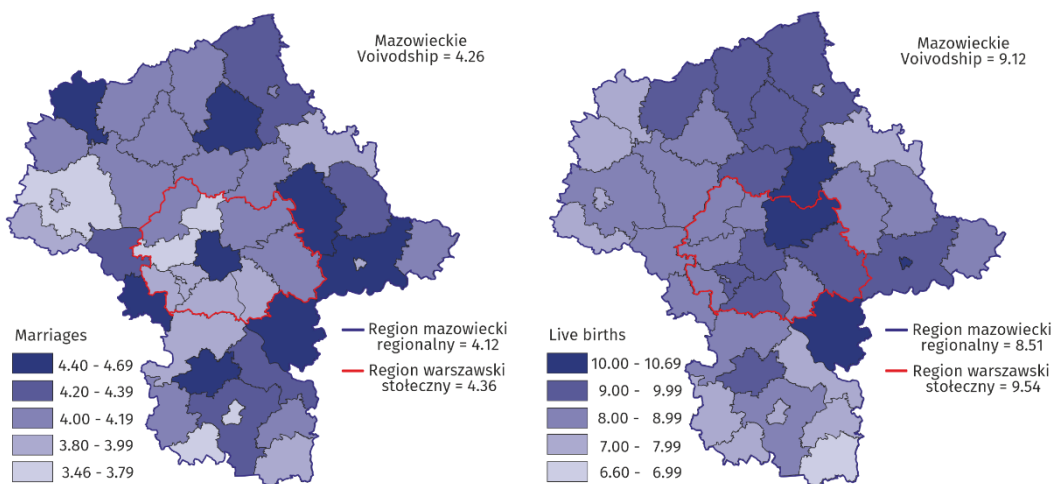 Mazowieckie
Voivodship = 4.26
Marriages
4.40 - 4.69
4.20 - 4.39
4.00 - 4.19
3.80 - 3.99
3.46 - 3.79
Region mazowiecki
regionalny = 4.12
Region warszawski
stołeczny = 4.36
Mazowieckie
Voivodship = 9.12
Live births
10.00 - 10.69
9.00 - 9.99
8.00 - 8.99
7.00 - 7.99
6.60 - 6.99
Region mazowiecki
regionalny = 8.51
Region warszawski
stołeczny = 9.54